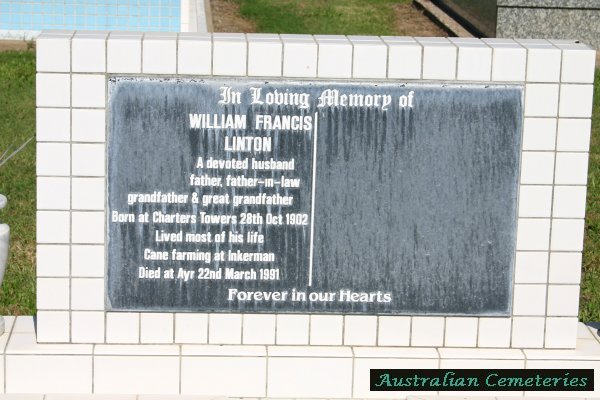 In Loving Memory of
WILLIAM FRANCIS
LINTON
A devoted husband
father, father-in-law
grandfather & great grandfather
Born at Charters Towers 28th Oct 1902
Lived most of his life
Cane farming at Inkerman
Died at Ayr 22nd March 1991
Forever in our Hearts
Australian Cemeteries